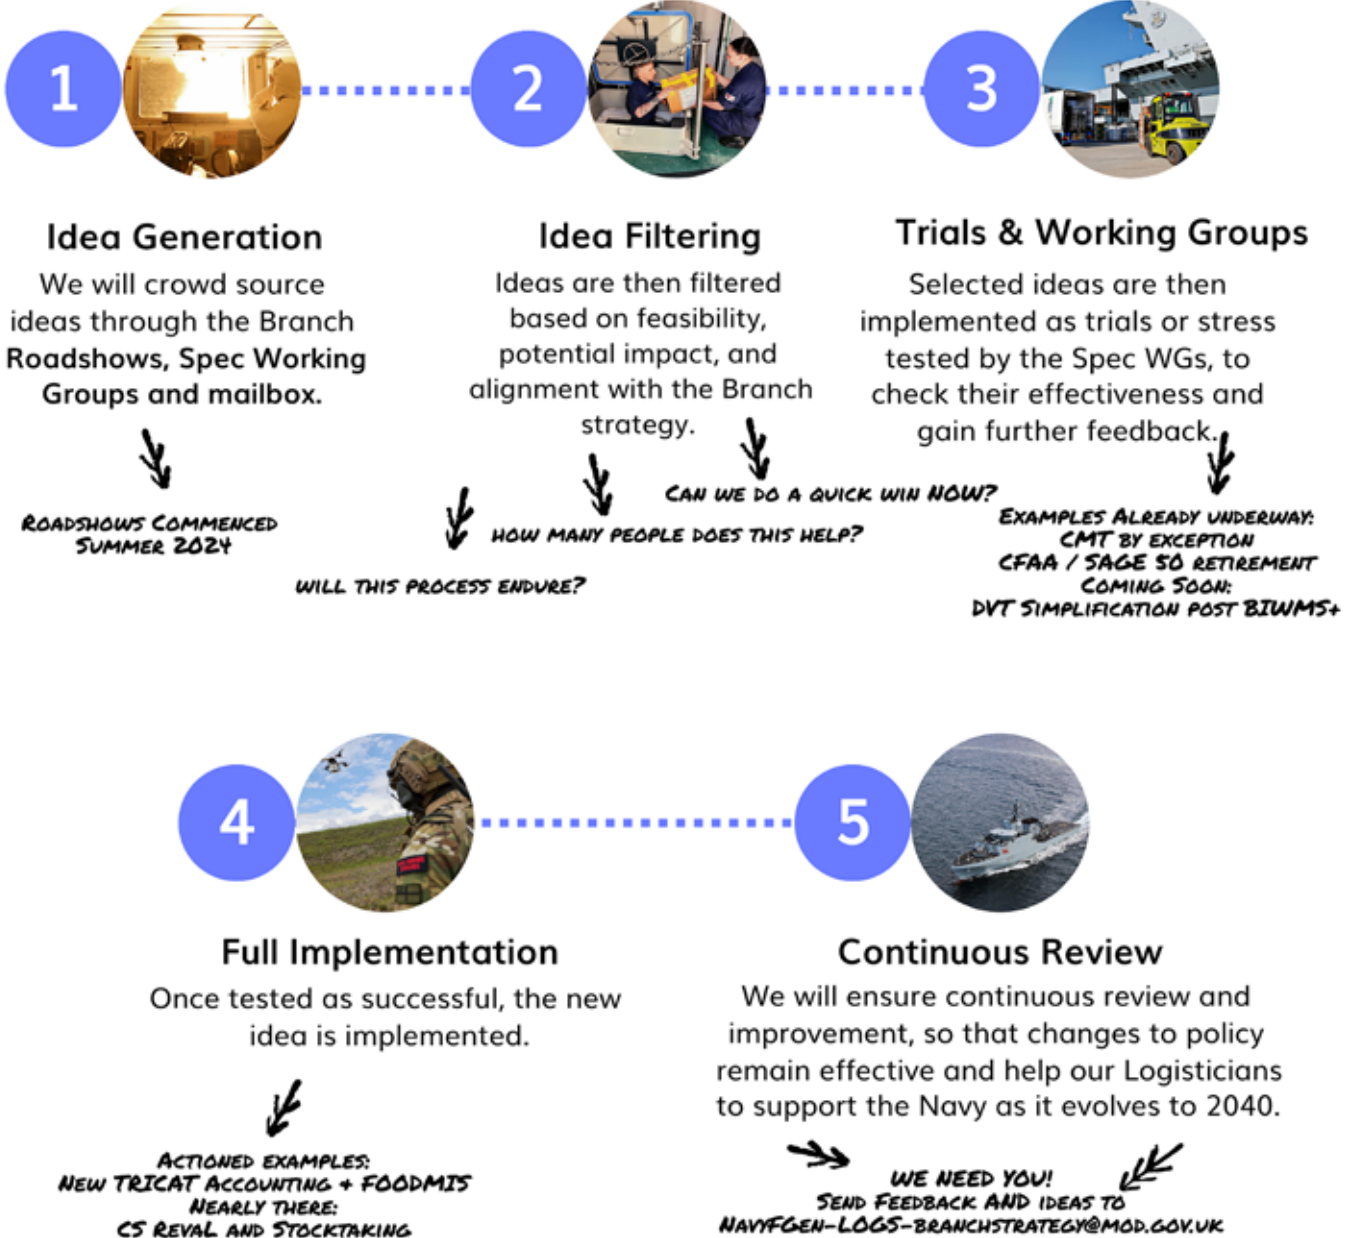 1
2
3
Idea Generation
We will crowd source
ideas through the Branch
Roadshows, Spec Working
Groups and mailbox.
ROADSHOWS COMMENCED
SUMMER 2024
Idea Filtering
Ideas are then filtered
based on feasibility,
potential impact, and
alignment with the Branch
strategy.
CAN WE DO A QUICK WIN NOW?
HOW MANY PEOPLE DOES THIS HELP?
WILL THIS PROCESS ENDURE?
Trials & Working Groups
Selected ideas are then
implemented as trials or stress
tested by the Spec WGs, to
check their effectiveness and
gain further feedback.
EXAMPLES ALREADY UNDERWAY:
CMT BY EXCEPTION
CFAA / SAGE 50 RETIREMENT
COMING SOON:
DVT SIMPLIFICATION POST BIWMS+
4
5
Full Implementation
Once tested as successful, the new
idea is implemented.
ACTIONED EXAMPLES:
NEW TRICAT ACCOUNTING + FOODMIS
NEARLY THERE:
CS REVAL AND STOCKTAKING
Continuous Review
We will ensure continuous review and
improvement, so that changes to policy
remain effective and help our Logisticians
to support the Navy as it evolves to 2040.
WE NEED YOU!
SEND FEEDBACK AND IDEAS TO
NAVYFGEN-LOGS-BRANCHSTRATEGY@MOD.GOV.UK